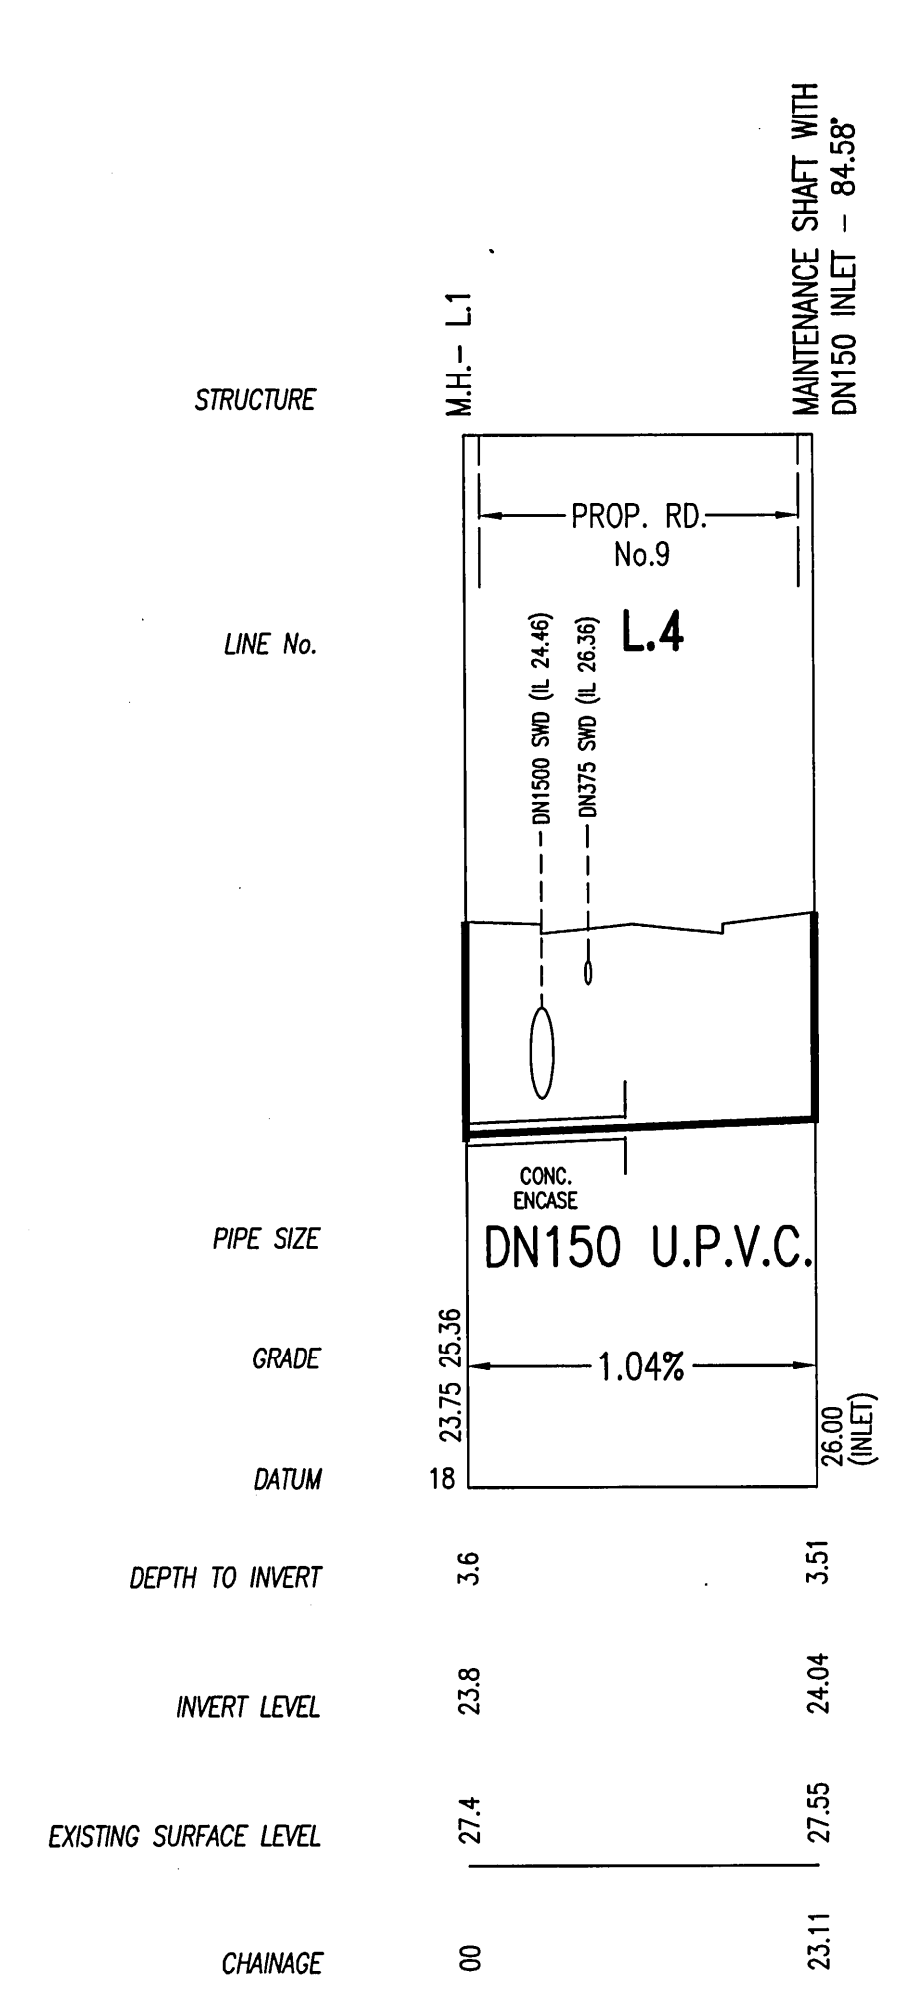 STRUCTURE
M.H.- L.1
MAINTENANCE SHAFT WITH
DN150 INLET - 84.58°
PROP. RD.
No.9
LINE No.
L.4
DN1500 SWD (IL 24.46)
DN375 SWD (IL 26.36)
CONC.
ENCASE
PIPE SIZE
DN150 U.P.V.C.
GRADE
23.75 25.36
1.04%
26.00
(INLET)
DATUM
18
DEPTH TO INVERT
3.6
3.51
INVERT LEVEL
23.8
24.04
EXISTING SURFACE LEVEL
27.4
27.55
CHAINAGE
00
23.11